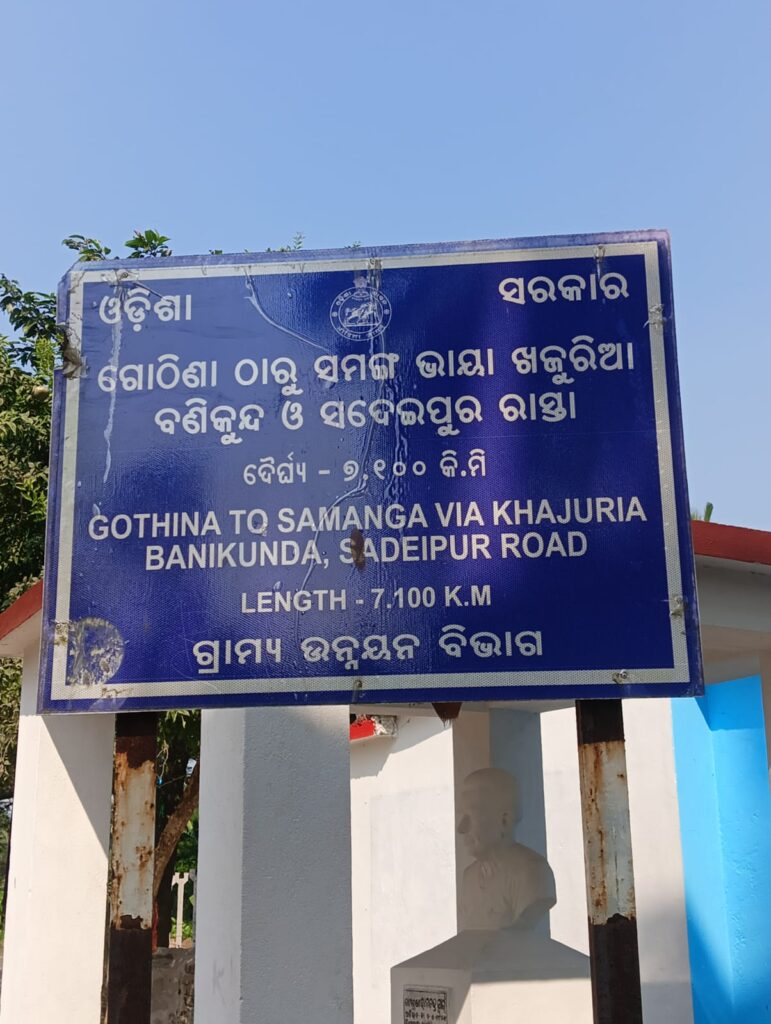 ଓଡ଼ିଶା ସରକାର
ଗୋଠିଣା ଠାରୁ ସମଙ୍ଗ ଭାୟା ଖଜୁରିଆ
ବଣିକୁନ୍ଦ ଓ ସଦେଇପୁର ରାସ୍ତା
ଦୈର୍ଘ୍ୟ - ୭.୧୦୦ କି.ମି
GOTHINA TO SAMANGA VIA KHAJURIA
BANIKUNDA, SADEIPUR ROAD
LENGTH - 7.100 K.M
ଗ୍ରାମ୍ୟ ଉନ୍ନୟନ ବିଭାଗ